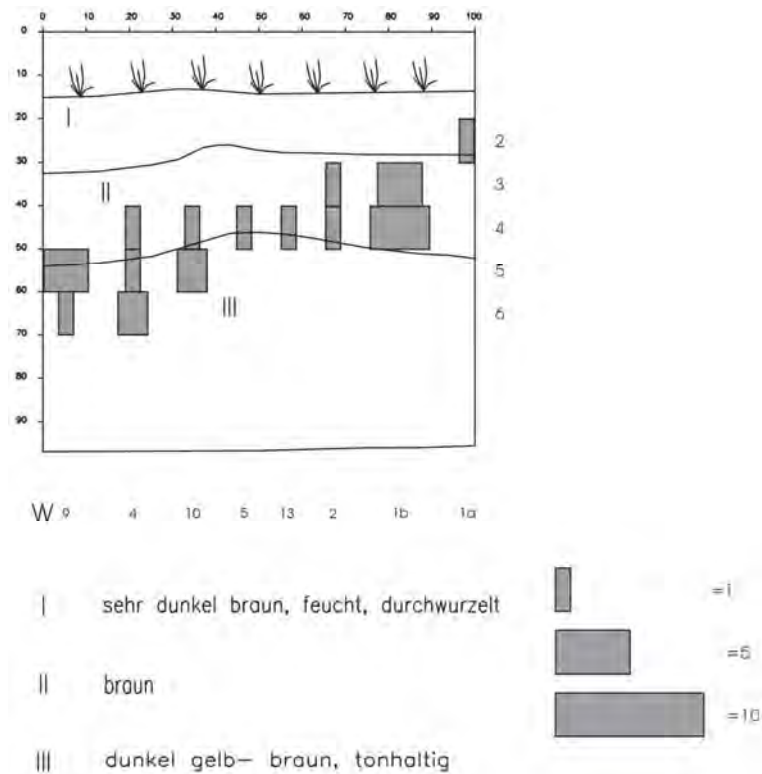 0 10 20 30 40 50 60 70 80 90 100
0
10
20
I
2
30
II
3
40
4
50
5
60
III
6
70
80
90
W 9 4 10 5 13 2 1b 1a
I sehr dunkel braun, feucht, durchwurzelt
=1
II braun
=5
=10
III dunkel gelb- braun, tonhaltig